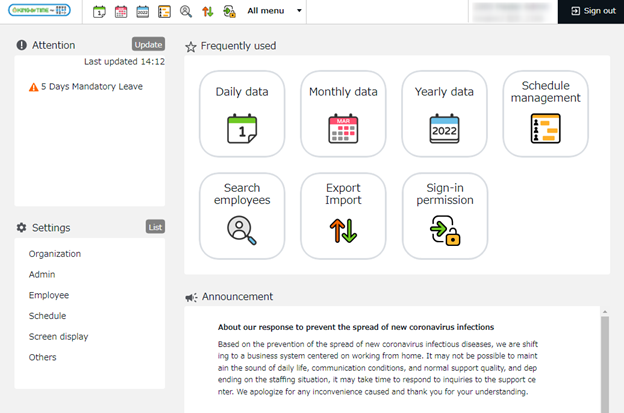 KING OF TIME
All menu
Sign out
Attention
Update
Last updated 14:12
5 Days Mandatory Leave
Settings
List
Organization
Admin
Employee
Schedule
Screen display
Others
Frequently used
Daily data
1
Monthly data
MAR
Yearly data
2022
Schedule
management
Search
employees
Export
Import
Sign-in
permission
Announcement
About our response to prevent the spread of new coronavirus infections
Based on the prevention of the spread of new coronavirus infectious diseases, we are shift
ing to a business system centered on working from home. It may not be possible to maint
ain the sound of daily life, communication conditions, and normal support quality, and dep
ending on the staffing situation, it may take time to respond to inquiries to the support ce
nter. We apologize for any inconvenience caused and thank you for your understanding.